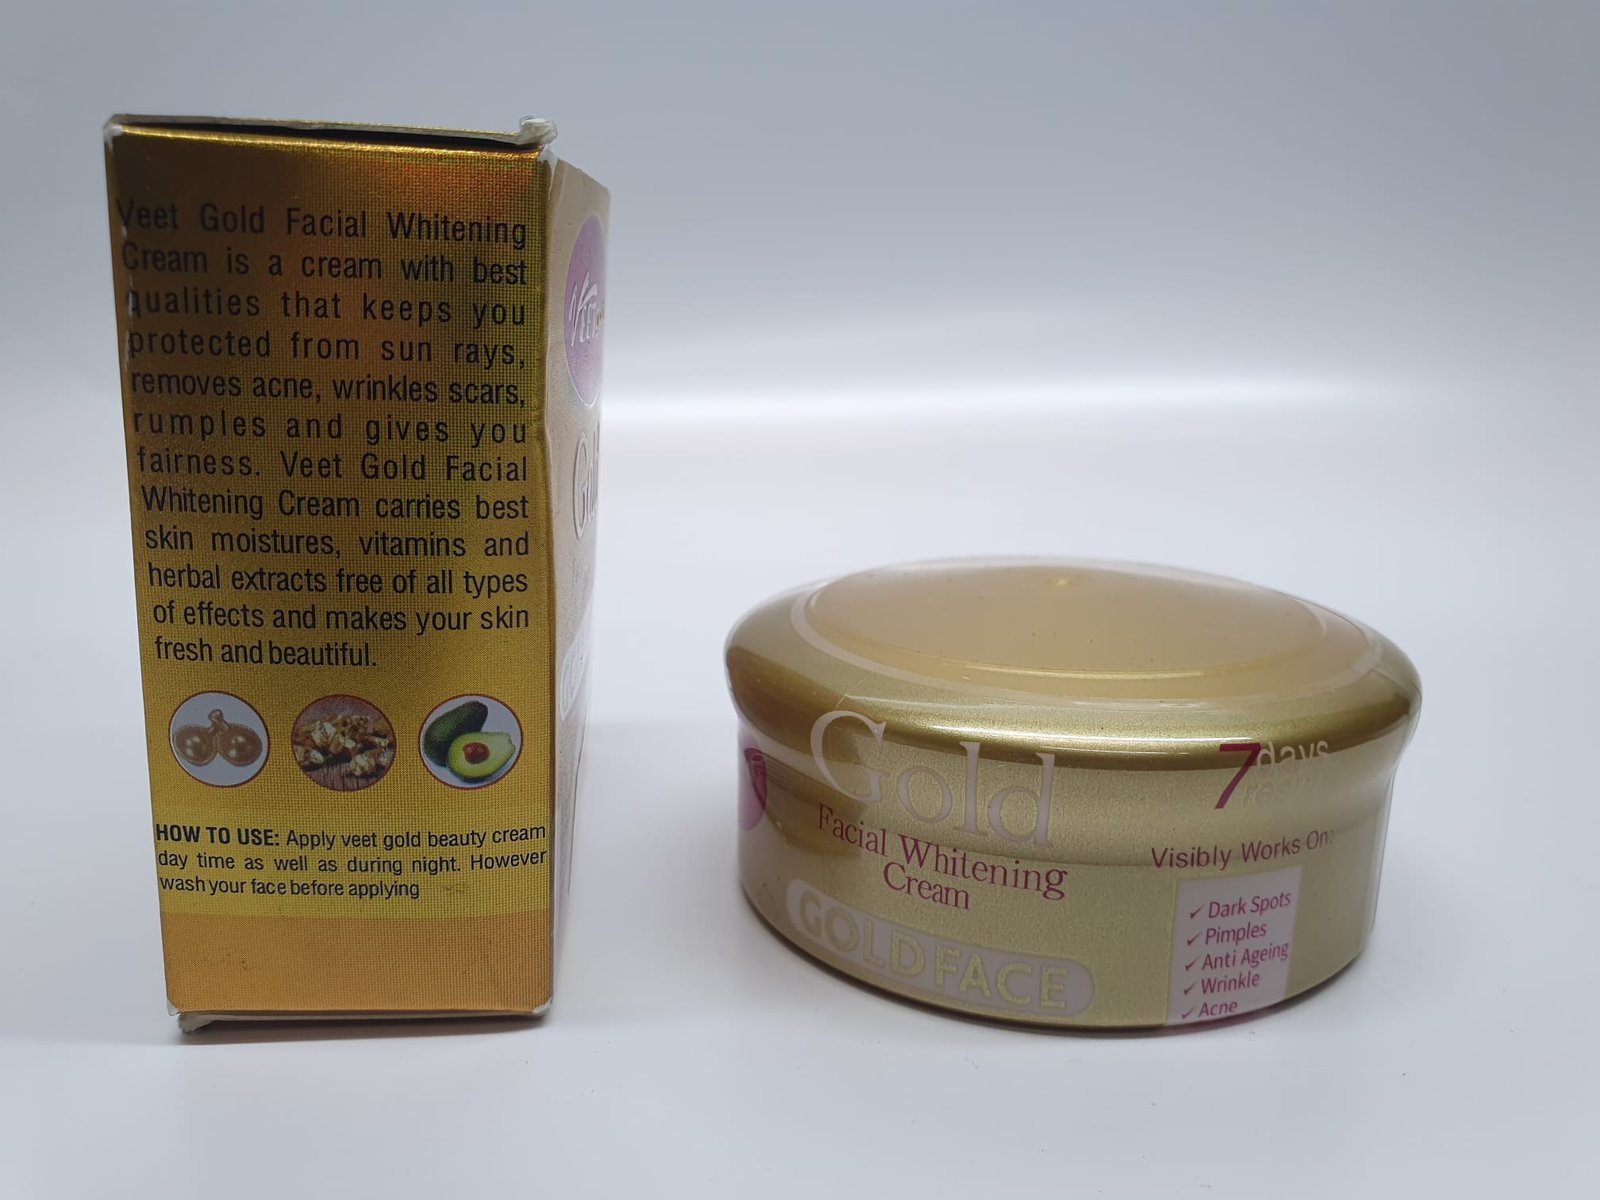 Veet Gold Facial Whitening
Cream is a cream with best
qualities that keeps you
protected from sun rays,
removes acne, wrinkles scars,
rumples and gives you
fairness. Veet Gold Facial
Whitening Cream carries best
skin moistures, vitamins and
herbal extracts free of all types
of effects and makes your skin
fresh and beautiful.
HOW TO USE: Apply veet gold beauty cream
day time as well as during night. However
wash your face before applying
Gold
Facial Whitening
Cream
GOLD FACE
7 days
Visibly Works On:
✓ Dark Spots
✓ Pimples
✓ Anti Ageing
✓ Wrinkle
✓ Acne